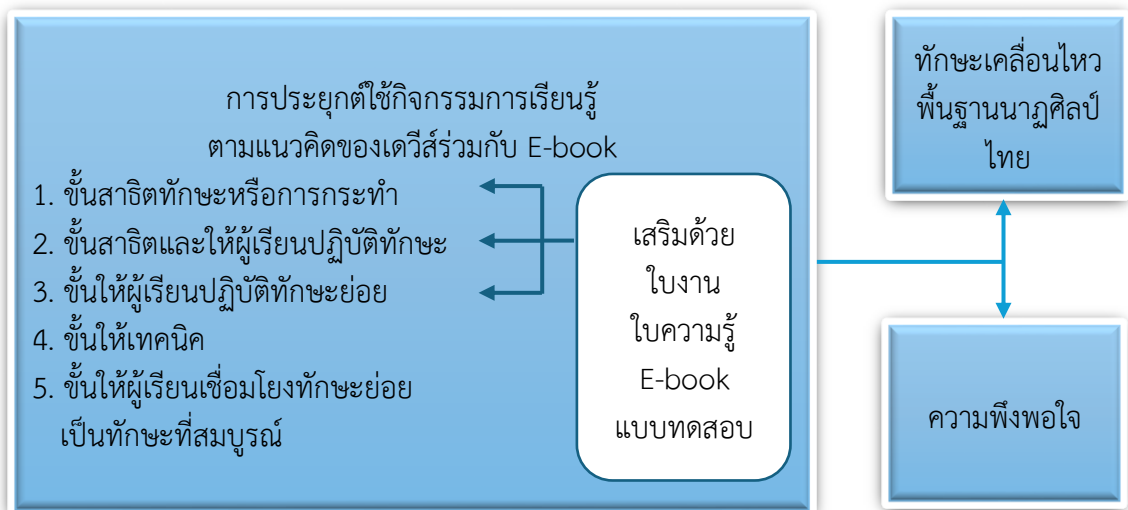 การประยุกต์ใช้กิจกรรมการเรียนรู้
ตามแนวคิดของเดวีส์ร่วมกับ E-book
1. ขั้นสาธิตทักษะหรือการกระทำ
2. ขั้นสาธิตและให้ผู้เรียนปฏิบัติทักษะ
3. ขั้นให้ผู้เรียนปฏิบัติทักษะย่อย
4. ขั้นให้เทคนิค
5. ขั้นให้ผู้เรียนเชื่อมโยงทักษะย่อย
เป็นทักษะที่สมบูรณ์
เสริมด้วย
ใบงาน
ใบความรู้
E-book
แบบทดสอบ
ทักษะเคลื่อนไหว
พื้นฐานนาฏศิลป์
ไทย
ความพึงพอใจ